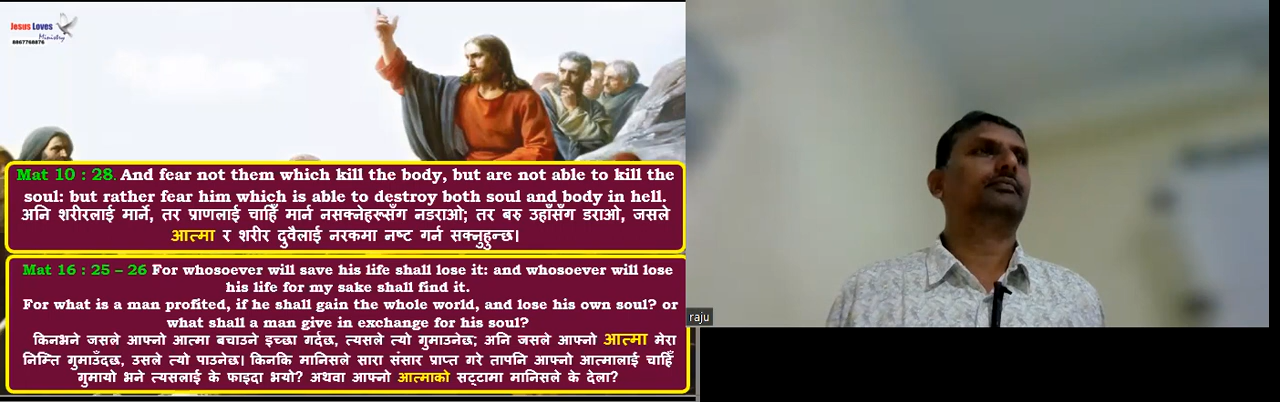 Jesus Loves
Ministry
8867768876
Mat 10 : 28. And fear not them which kill the body, but are not able to kill the
soul: but rather fear him which is able to destroy both soul and body in hell.
अनि शरीरलाई मार्ने, तर प्राणलाई चाहिँ मार्न नसक्नेहरूसँग नडराओ; तर बरु उहाँसँग डराओ, जसले
आत्मा र शरीर दुवैलाई नरकमा नष्ट गर्न सक्नुहुन्छ।
Mat 16 : 25 – 26 For whosoever will save his life shall lose it: and whosoever will lose
his life for my sake shall find it.
For what is a man profited, if he shall gain the whole world, and lose his own soul? or
what shall a man give in exchange for his soul?
किनभने जसले आफ्नो आत्मा बचाउने इच्छा गर्दछ, त्यसले त्यो गुमाउनेछ; अनि जसले आफ्नो आत्मा मेरा
निम्ति गुमाउँदछ, उसले त्यो पाउनेछ। किनकि मानिसले सारा संसार प्राप्त गरे तापनि आफ्नो आत्मालाई चाहिँ
गुमायो भने त्यसलाई के फाइदा भयो? अथवा आफ्नो आत्माको सट्टामा मानिसले के देला?
raju